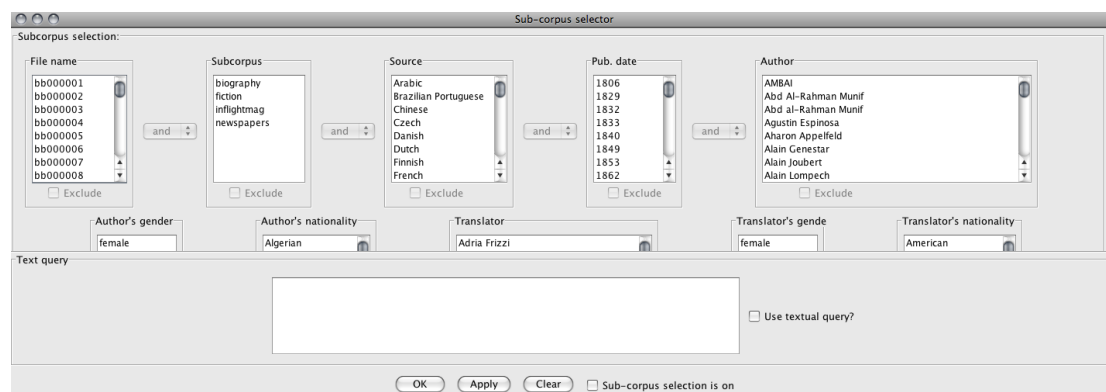 Sub-corpus selector
Subcorpus selection:
File name
bb000001
bb000002
bb000003
bb000004
bb000005
bb000006
bb000007
bb000008
Exclude
and
Subcorpus
biography
fiction
inflightmag
newspapers
Exclude
and
Source
Arabic
Brazilian Portuguese
Chinese
Czech
Danish
Dutch
Finnish
French
Exclude
and
Pub. date
1806
1829
1832
1833
1840
1849
1853
1862
Exclude
and
Author
AMBAI
Abd Al-Rahman Munif
Abd al-Rahman Munif
Agustin Espinosa
Aharon Appelfeld
Alain Genestar
Alain Joubert
Alain Lompech
Exclude
Author's gender
female
Author's nationality
Algerian
Translator
Adria Frizzi
Translator's gende
female
Translator's nationality
American
Text query
Use textual query?
OK
Apply
Clear
Sub-corpus selection is on